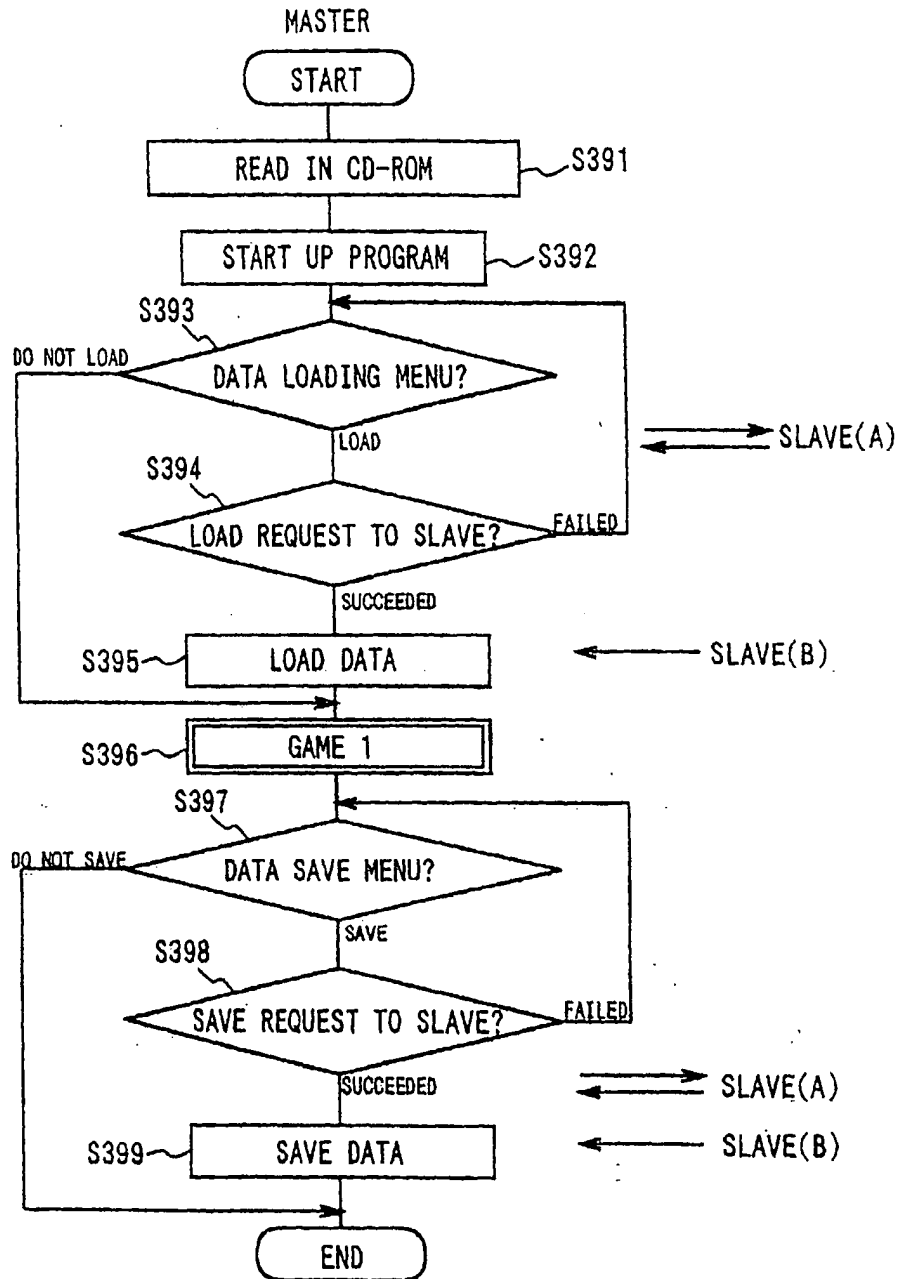 MASTER
START
READ IN CD-ROM
S391
START UP PROGRAM
S392
S393
DO NOT LOAD
DATA LOADING MENU?
LOAD
SLAVE(A)
S394
LOAD REQUEST TO SLAVE?
FAILED
SUCCEEDED
S395
LOAD DATA
SLAVE(B)
S396
GAME 1
S397
DO NOT SAVE
DATA SAVE MENU?
SAVE
S398
SAVE REQUEST TO SLAVE?
FAILED
SUCCEEDED
SLAVE(A)
S399
SAVE DATA
SLAVE(B)
END